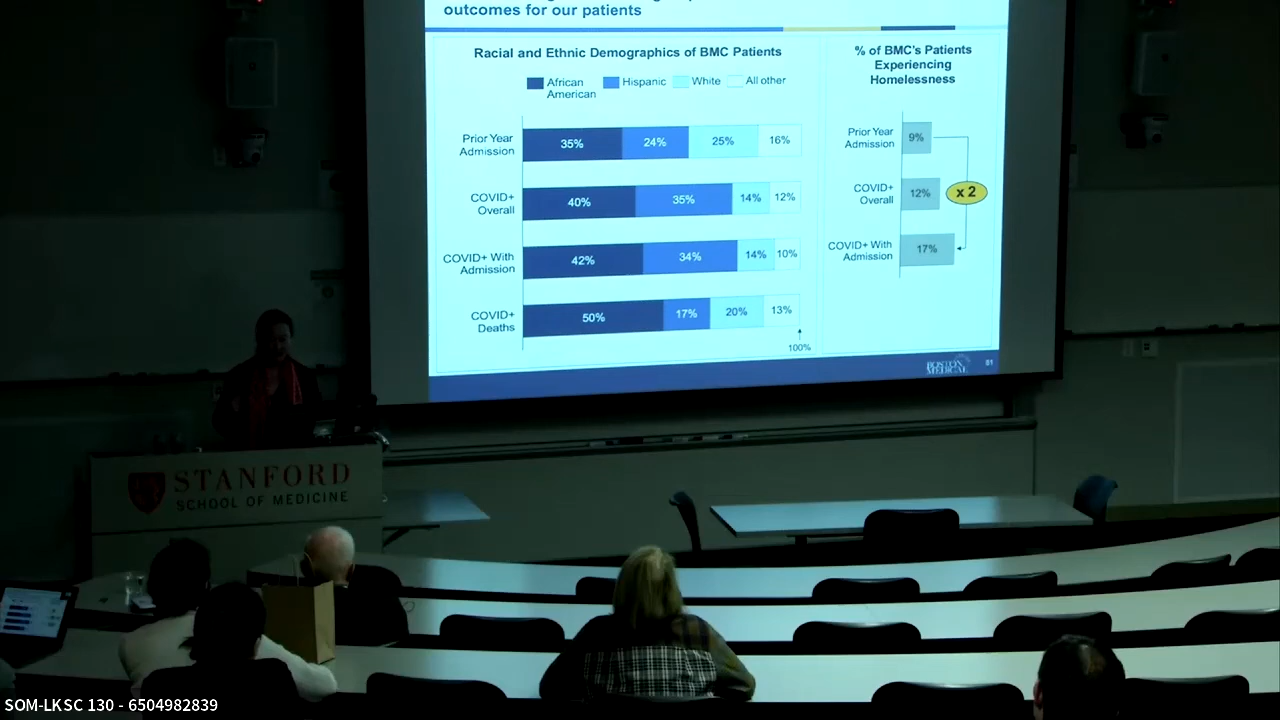 outcomes for our patients
Racial and Ethnic Demographics of BMC Patients
African
American
Hispanic
White
All other
Prior Year
Admission
35%
24%
25%
16%
COVID+
Overall
40%
35%
14%
12%
COVID+ With
Admission
42%
34%
14%
10%
COVID+
Deaths
50%
17%
20%
13%
100%
% of BMC's Patients
Experiencing
Homelessness
Prior Year
Admission
9%
COVID+
Overall
12%
x 2
COVID+ With
Admission
17%
BOSTON
MEDICAL
STANFORD
SCHOOL OF MEDICINE
SOM-LKSC 130 - 6504982839